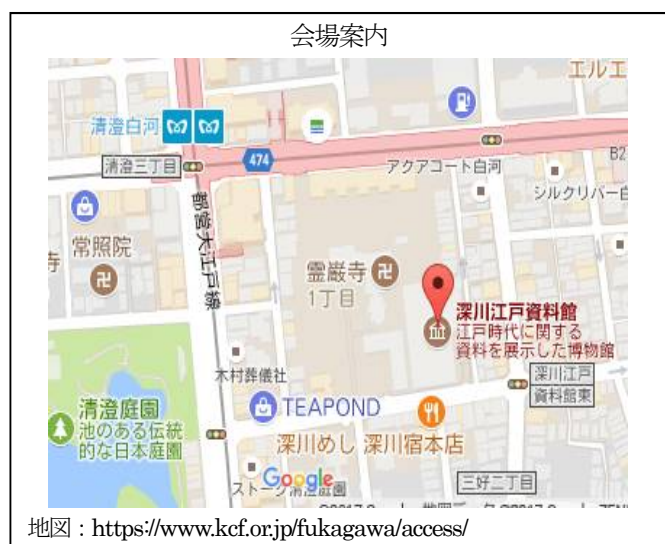 会場案内
エルエ
清澄白河
474
清澄三丁目
アクアコート白河
B2
シルクリバー白
都営大江戸線
常照院
寺
霊巌寺
1丁目
深川江戸資料館
江戸時代に関する
資料を展示した博物館
木村葬儀社
深川江戸
資料館東
清澄庭園
池のある伝統
的な日本庭園
TEAPOND
深川めし 深川宿本店
Google
三好二丁目
地図：https://www.kcf.or.jp/fukagawa/access/